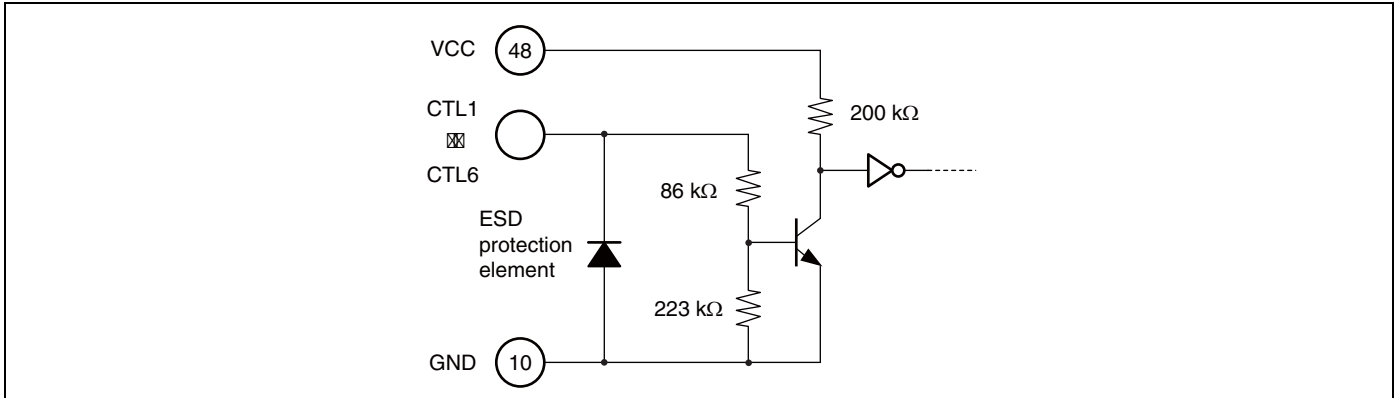 VCC 48
CTL1
CTL6
200 kΩ
86 kΩ
ESD
protection
element
223 kΩ
GND 10